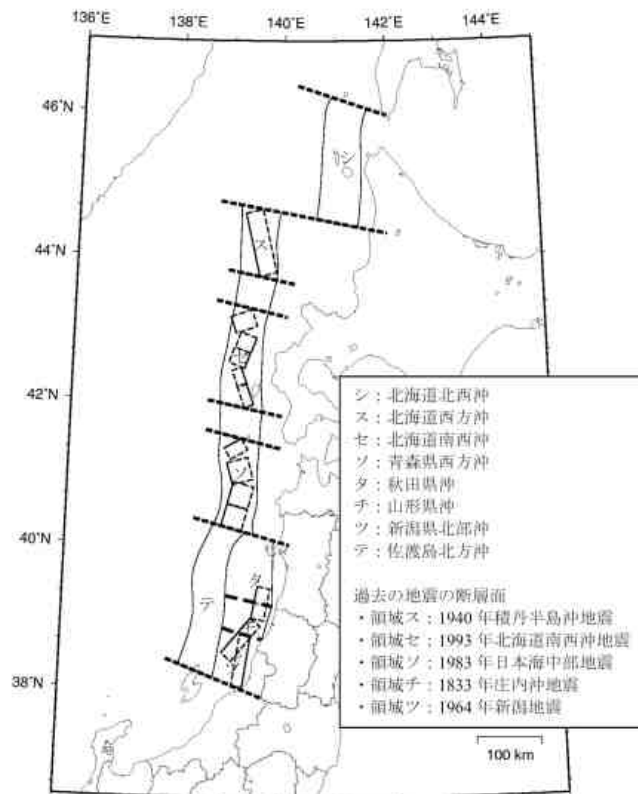 136°E
138°E
140°E
142°E
144°E
46°N
44°N
42°N
40°N
38°N
シ
ス
ソ
タ
テ
シ：北海道北西沖
ス：北海道西方沖
セ：北海道南西沖
ソ：青森県西方沖
タ：秋田県沖
チ：山形県沖
ツ：新潟県北部沖
テ：佐渡島北方沖
過去の地震の断層面
・領域ス：1940 年積丹半島沖地震
・領域セ：1993 年北海道南西沖地震
・領域ソ：1983 年日本海中部地震
・領域チ：1833 年庄内沖地震
・領域ツ：1964 年新潟地震
100 km